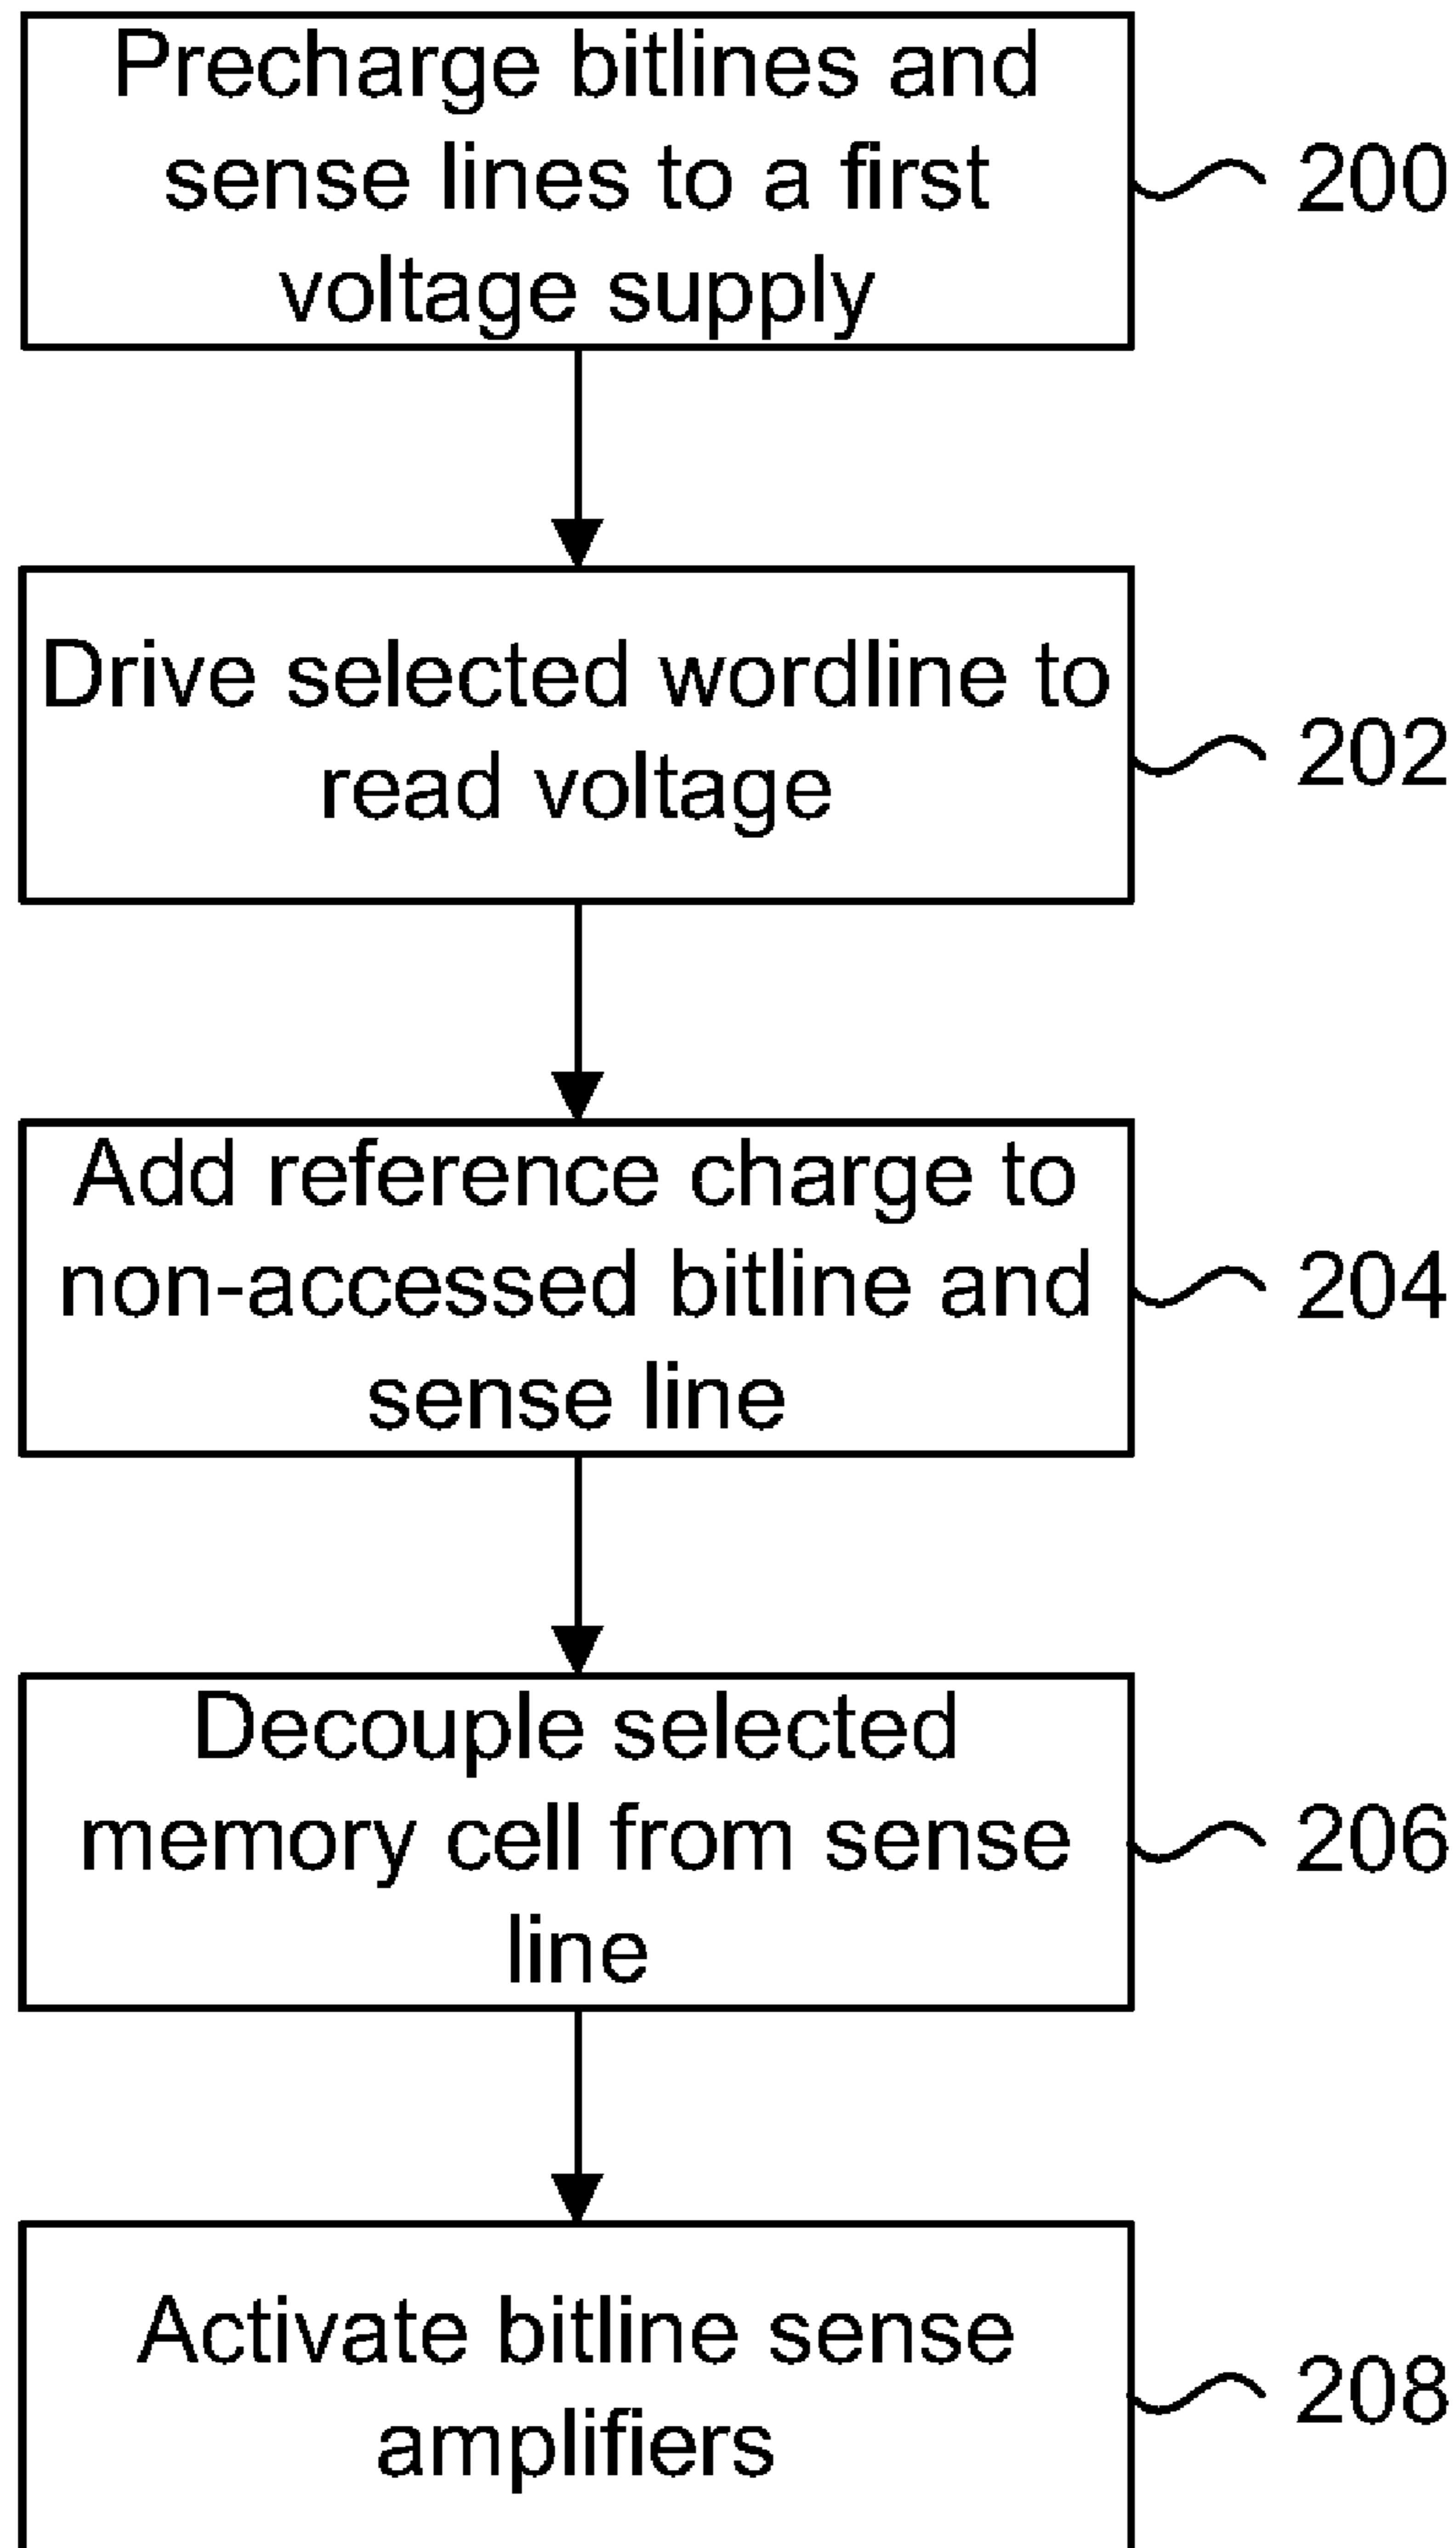 Precharge bitlines and
sense lines to a first
voltage supply
200
Drive selected wordline to
read voltage
202
Add reference charge to
non-accessed bitline and
sense line
204
Decouple selected
memory cell from sense
line
206
Activate bitline sense
amplifiers
208